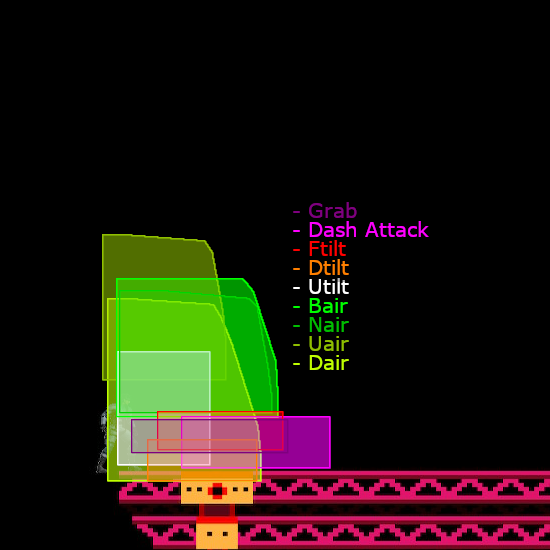 - Grab
- Dash Attack
- Ftilt
- Dtilt
- Utilt
- Bair
- Nair
- Uair
- Dair